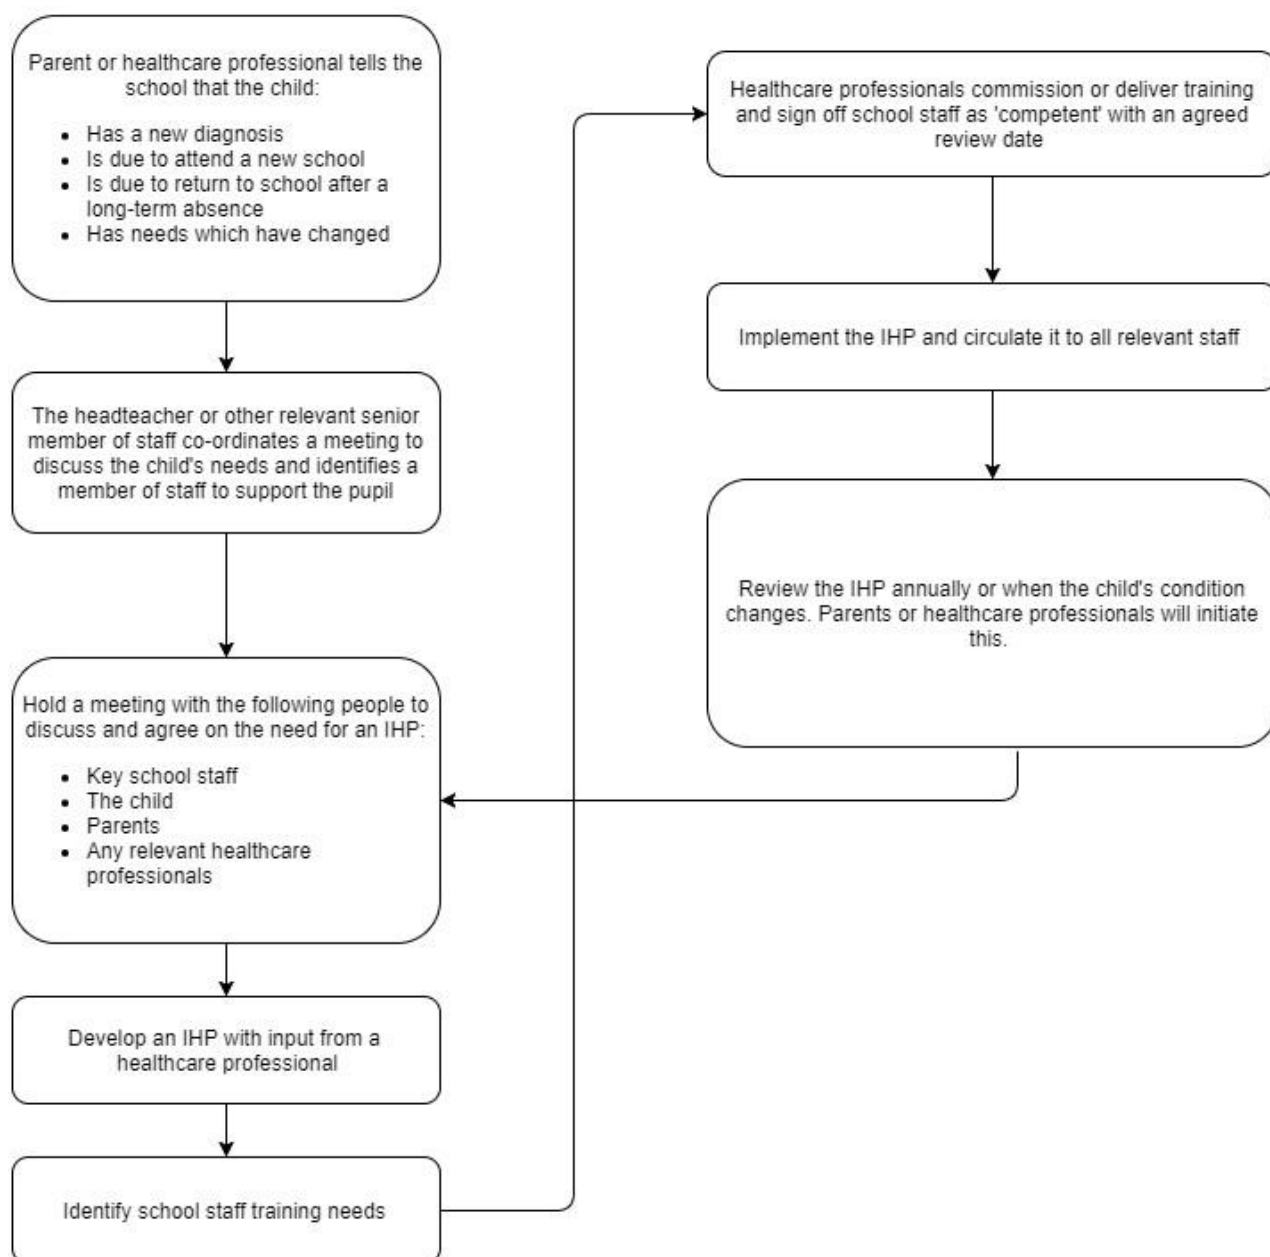 Parent or healthcare professional tells the
school that the child:
• Has a new diagnosis
• Is due to attend a new school
• Is due to return to school after a
long-term absence
• Has needs which have changed
The headteacher or other relevant senior
member of staff co-ordinates a meeting to
discuss the child's needs and identifies a
member of staff to support the pupil
Hold a meeting with the following people to
discuss and agree on the need for an IHP:
• Key school staff
• The child
• Parents
• Any relevant healthcare
professionals
Develop an IHP with input from a
healthcare professional
Identify school staff training needs
Healthcare professionals commission or deliver training
and sign off school staff as 'competent' with an agreed
review date
Implement the IHP and circulate it to all relevant staff
Review the IHP annually or when the child's condition
changes. Parents or healthcare professionals will initiate
this.